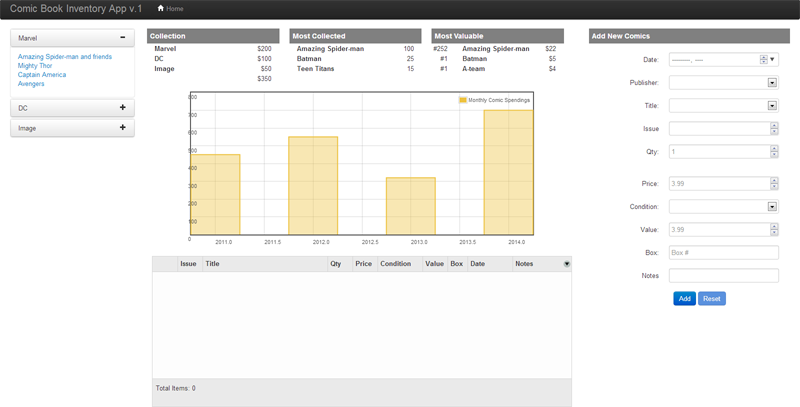 Comic Book Inventory App v.1 Home
Marvel
Amazing Spider-man and friends
Mighty Thor
Captain America
Avengers
DC
Image
Collection
Marvel $200
DC $100
Image $50
$350
Most Collected
Amazing Spider-man 100
Batman 25
Teen Titans 15
Most Valuable
#252 Amazing Spider-man $22
#1 Batman $5
#1 A-team $4
Monthly Comic Spendings
800
700
600
500
400
300
200
100
0
2011.0 2011.5 2012.0 2012.5 2013.0 2013.5 2014.0
Issue Title Qty Price Condition Value Box Date Notes
Total Items: 0
Add New Comics
Date: --------- , ----
Publisher:
Title:
Issue
Qty: 1
Price: 3.99
Condition:
Value: 3.99
Box: Box #
Notes
Add Reset